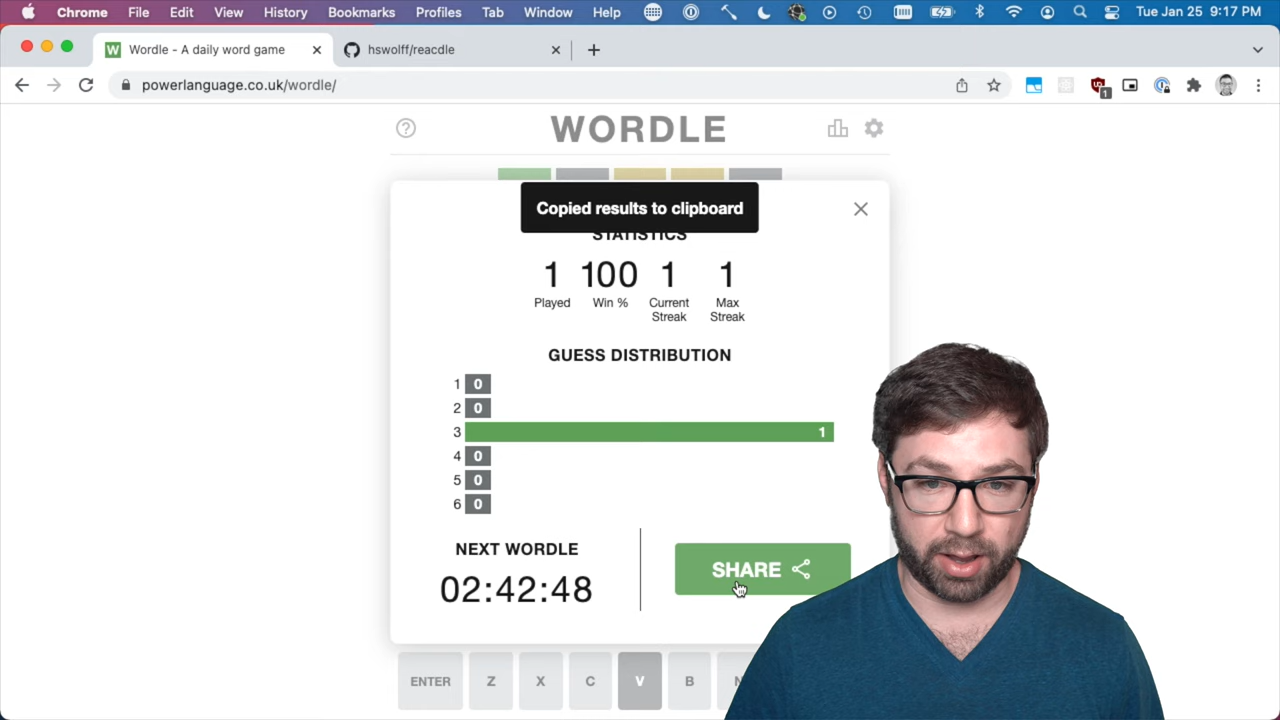 Chrome File Edit View History Bookmarks Profiles Tab Window Help Tue Jan 25 9:17 PM
W Wordle - A daily word game hswolff/reacdle
powerlanguage.co.uk/wordle/ 1
WORDLE
Copied results to clipboard
STATISTICS
1 100 1 1
Played Win % Current Streak Max Streak
GUESS DISTRIBUTION
1 0
2 0
3 1
4 0
5 0
6 0
NEXT WORDLE
02:42:48
SHARE
ENTER Z X C V B N